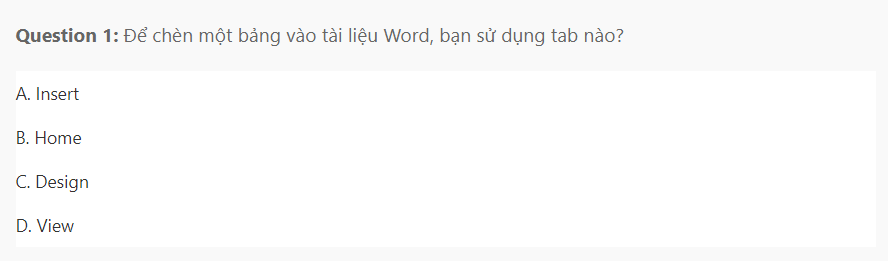 Question 1: Để chèn một bảng vào tài liệu Word, bạn sử dụng tab nào?
A. Insert
B. Home
C. Design
D. View